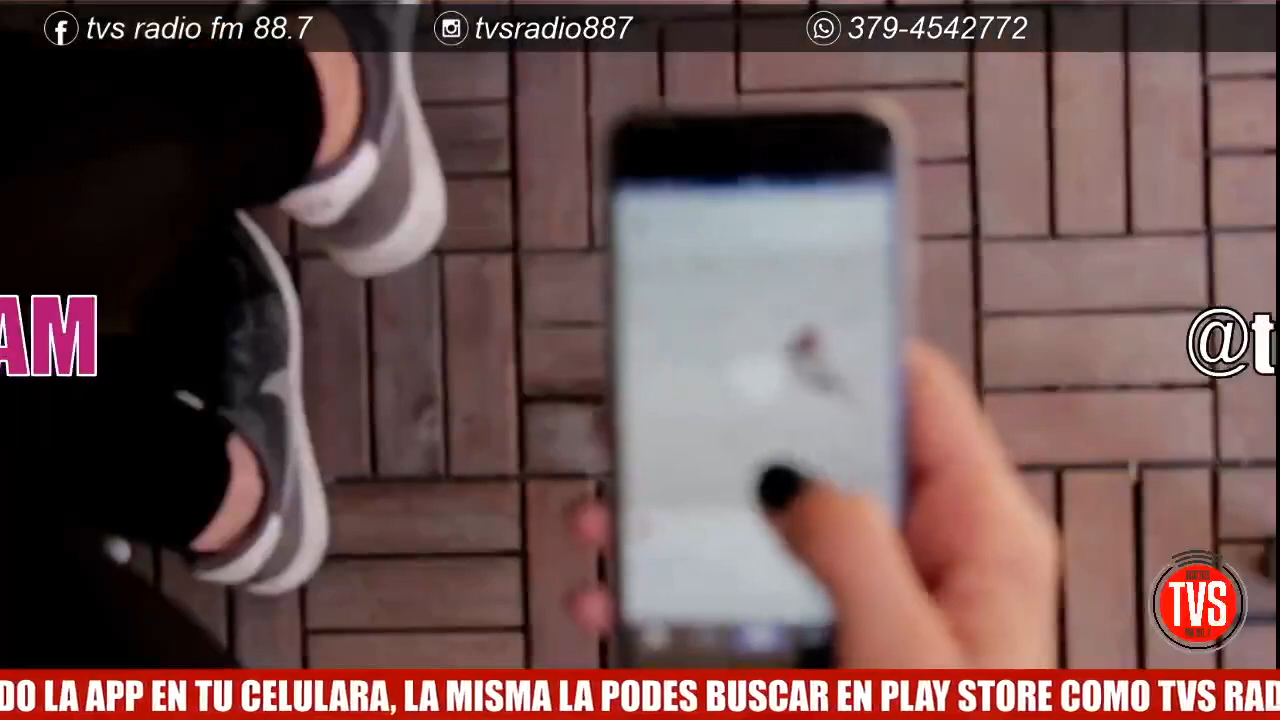 tvs radio fm 88.7
tvsradio887
379-4542772
AM
@t
TVS
DO LA APP EN TU CELULARA, LA MISMA LA PODES BUSCAR EN PLAY STORE COMO TVS RAD